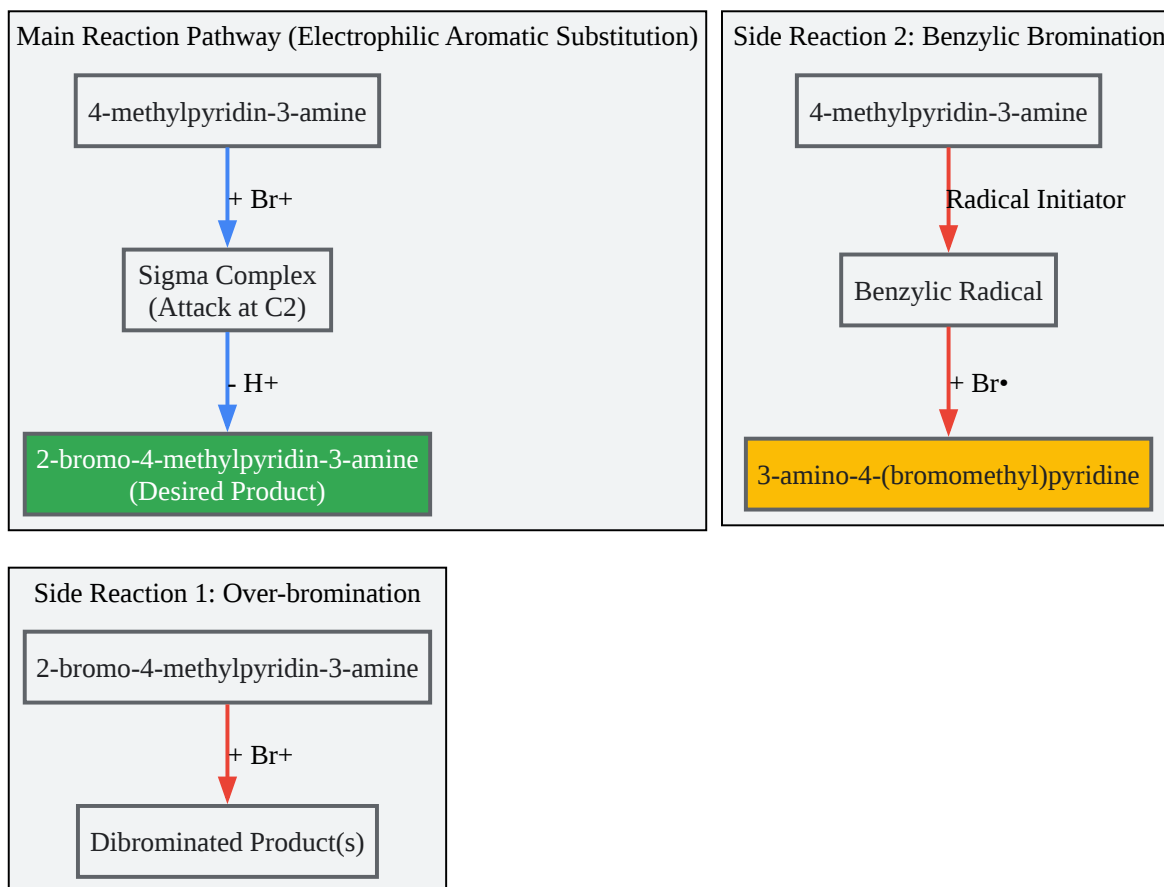 Main Reaction Pathway (Electrophilic Aromatic Substitution)
4-methylpyridin-3-amine
+ Br+
Sigma Complex
(Attack at C2)
- H+
2-bromo-4-methylpyridin-3-amine
(Desired Product)
Side Reaction 2: Benzylic Bromination
4-methylpyridin-3-amine
Radical Initiator
Benzylic Radical
+ Br•
3-amino-4-(bromomethyl)pyridine
Side Reaction 1: Over-bromination
2-bromo-4-methylpyridin-3-amine
+ Br+
Dibrominated Product(s)